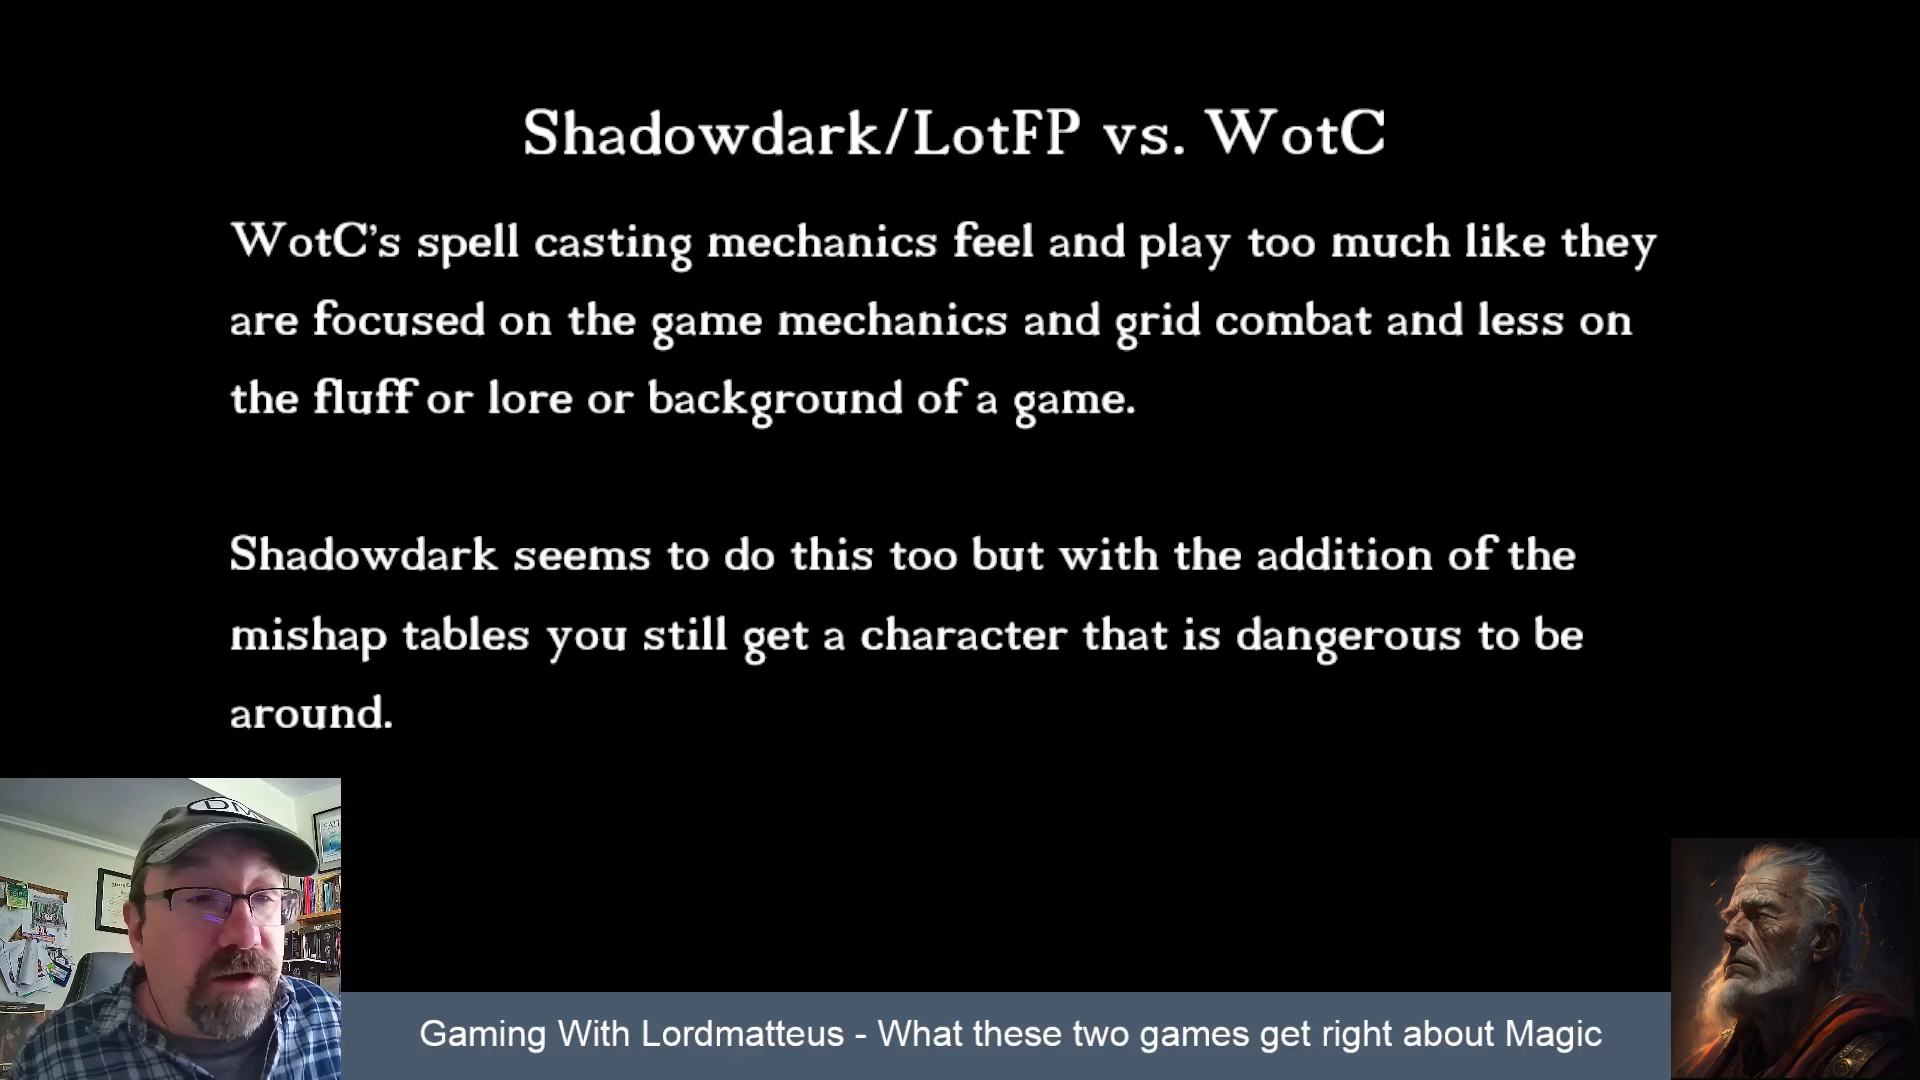 Shadowdark/LotFP vs. WotC
WotC's spell casting mechanics feel and play too much like they
are focused on the game mechanics and grid combat and less on
the fluff or lore or background of a game.
Shadowdark seems to do this too but with the addition of the
mishap tables you still get a character that is dangerous to be
around.
DM
Gaming With Lordmatteus - What these two games get right about Magic